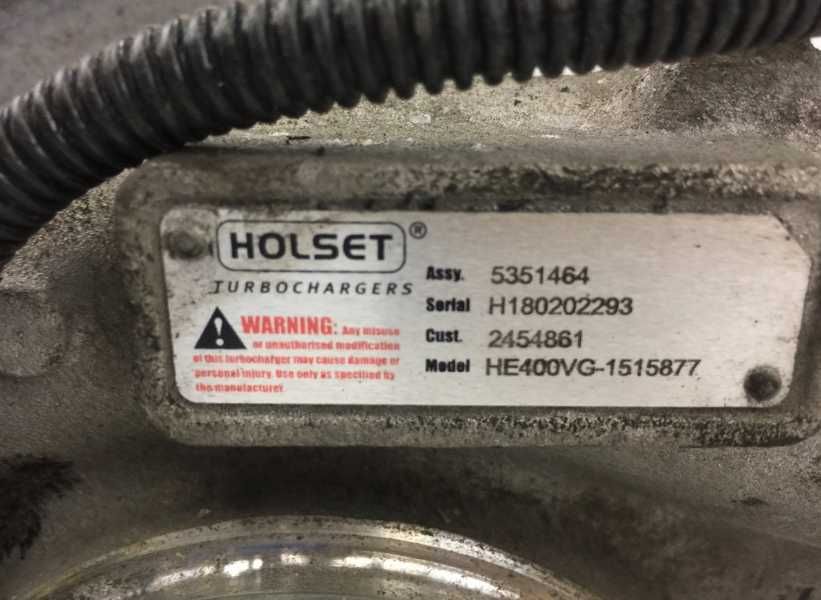 HOLSET®
TURBOCHARGERS
WARNING: Any misuse
or unauthorised modification
of this turbocharger may cause damage or
personal injury. Use only as specified by
the manufacturer
Assy. 5351464
Serial H180202293
Cust. 2454861
Model HE400VG-1515877